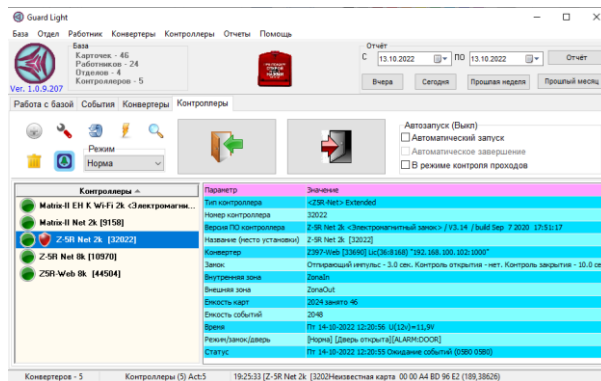 Guard Light
База Отдел Работник Конвертеры Контроллеры Отчеты Помощь
База
Карточек - 46
Работников - 24
Отделов - 4
Контроллеров - 5
Ver. 1.0.9.207
Отчёт
С 13.10.2022 ПО 13.10.2022 Отчёт
Вчера Сегодня Прошлая неделя Прошлый месяц
Работа с базой События Конвертеры Контроллеры
Режим
Норма
Автозапуск (Выкл)
Автоматический запуск
Автоматическое завершение
В режиме контроля проходов
Контроллеры
Matrix-II EH K Wi-Fi 2k <Электромагни...
Matrix-II Net 2k [9158]
Z-5R Net 2k [32022]
Z-5R Net 8k [10970]
Z5R-Web 8k [44504]
Параметр Значение
Тип контроллера <Z5R-Net> Extended
Номер контроллера 32022
Версия ПО контроллера Z-5R Net 2k <Электромагнитный замок> / V3.14 /build Sep 7 2020 17:51:17
Название (место установки) Z-5R Net 2k [32022]
Конвертер Z397-Web [33690] Lic(36:8168) "192.168.100.102:1000"
Замок Отпирающий импульс - 3.0 сек. Контроль открытия - нет. Контроль закрытия - 10.0 се
Внутренняя зона ZonaIn
Внешняя зона ZonaOut
Емкость карт 2024 занято 46
Емкость событий 2048
Время Пт 14-10-2022 12:20:56 U(12v)=11,9V
Режим/замок/дверь [Норма] [Дверь открыта][ALARM:DOOR]
Статус Пт 14-10-2022 12:20:55 Ожидание событий (05B0 05B0)
Конвертеров - 5 Контроллеры (5) Act:5 19:25:33 [Z-5R Net 2k [3202Неизвестная карта 00 00 A4 BD 96 E2 (189,38626)